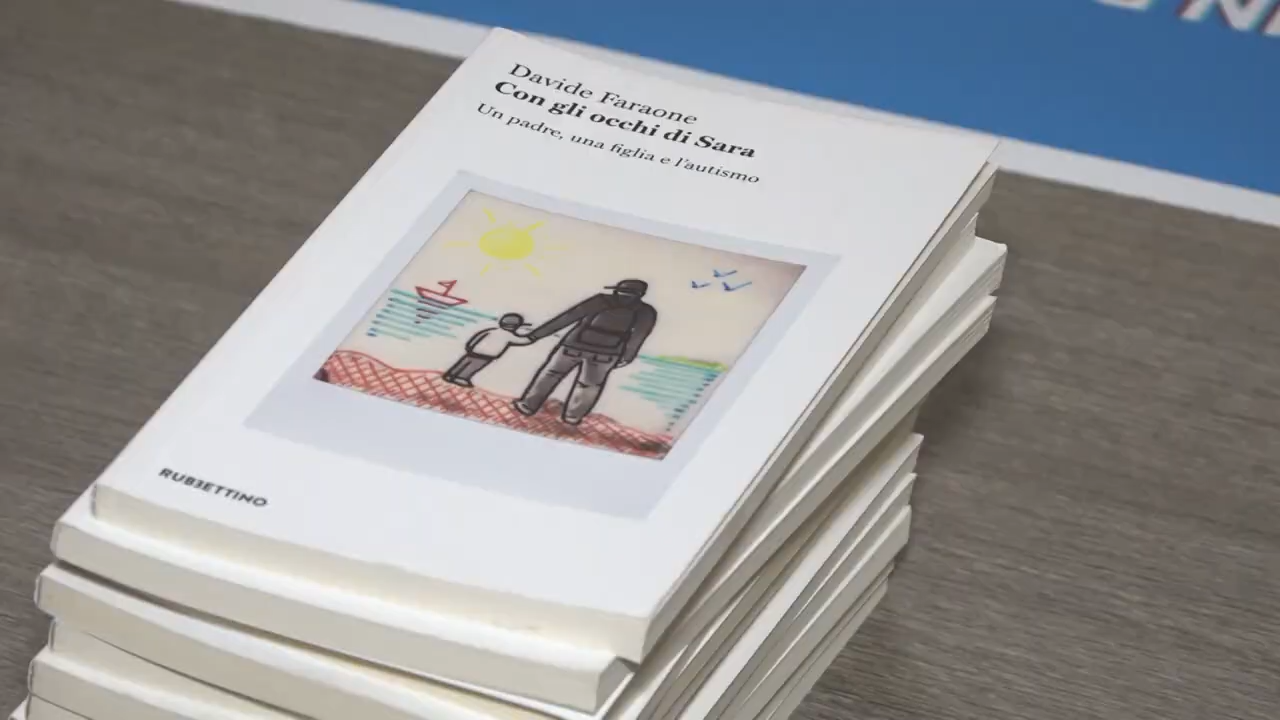 Davide Faraone
Con gli occhi di Sara
Un padre, una figlia e l'autismo
RUBBETTINO